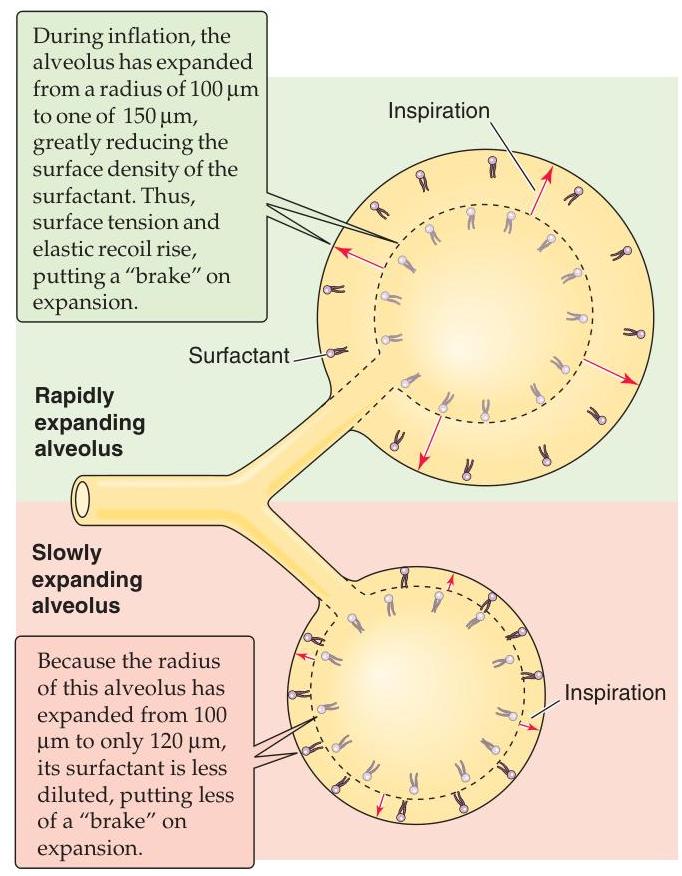 During inflation, the
alveolus has expanded
from a radius of 100 μm
to one of 150 μm,
greatly reducing the
surface density of the
surfactant. Thus,
surface tension and
elastic recoil rise,
putting a “brake” on
expansion.
Inspiration
Surfactant
Rapidly
expanding
alveolus
Slowly
expanding
alveolus
Because the radius
of this alveolus has
expanded from 100
μm to only 120 μm,
its surfactant is less
diluted, putting less
of a “brake” on
expansion.
Inspiration